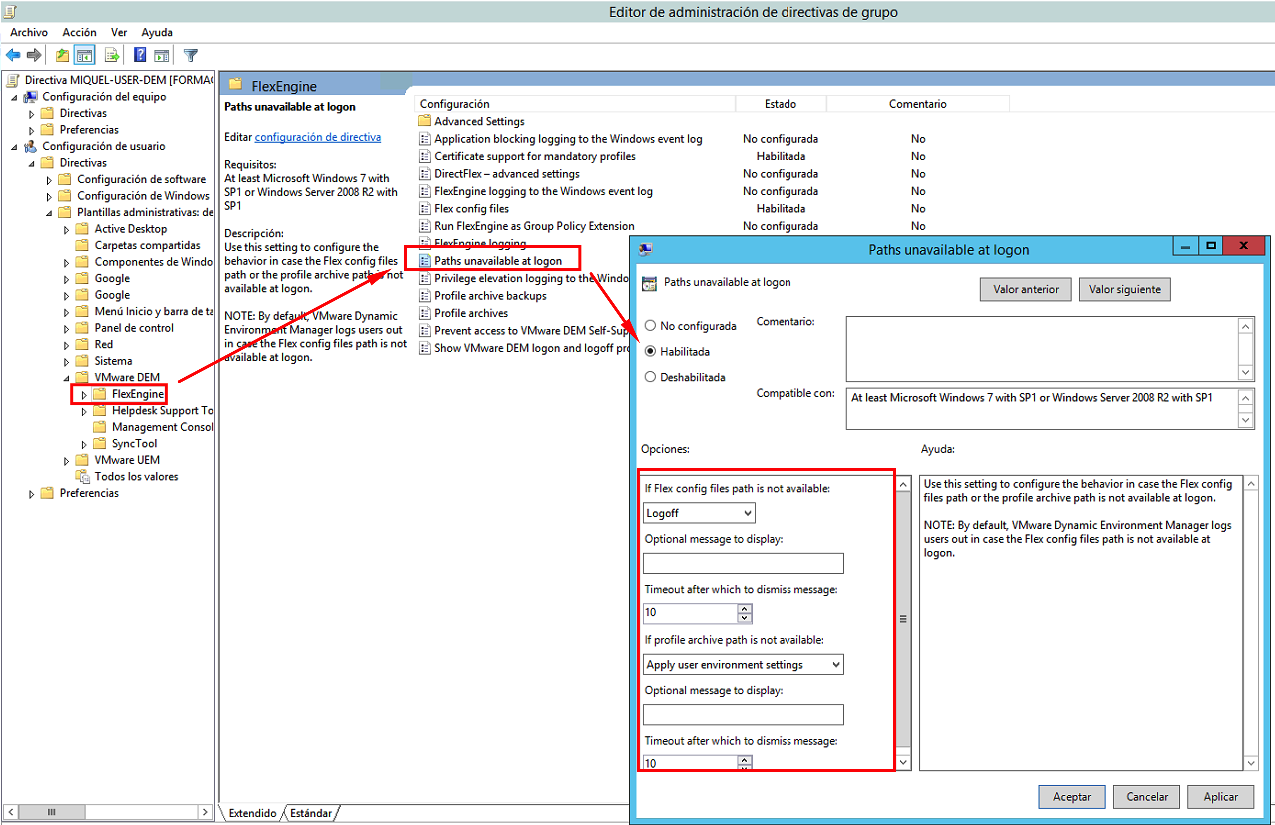 Editor de administración de directivas de grupo
Archivo Acción Ver Ayuda
Directiva MIQUEL-USER-DEM [FORMAC
Configuración del equipo
Directivas
Preferencias
Configuración de usuario
Directivas
Configuración de software
Configuración de Windows
Plantillas administrativas: de
Active Desktop
Carpetas compartidas
Componentes de Windo
Google
Google
Menú Inicio y barra de ta
Panel de control
Red
Sistema
VMware DEM
FlexEngine
Helpdesk Support To
Management Consol
SyncTool
VMware UEM
Todos los valores
Preferencias
FlexEngine
Paths unavailable at logon
Editar configuración de directiva
Requisitos:
At least Microsoft Windows 7 with
SP1 or Windows Server 2008 R2 with
SP1
Descripción:
Use this setting to configure the
behavior in case the Flex config files
path or the profile archive path is not
available at logon.
NOTE: By default, VMware Dynamic
Environment Manager logs users out
in case the Flex config files path is not
available at logon.
Configuración Estado Comentario
Advanced Settings
Application blocking logging to the Windows event log No configurada No
Certificate support for mandatory profiles Habilitada No
DirectFlex – advanced settings No configurada No
FlexEngine logging to the Windows event log No configurada No
Flex config files Habilitada No
Run FlexEngine as Group Policy Extension No configurada No
FlexEngine logging
Paths unavailable at logon
Privilege elevation logging to the Windo
Profile archive backups
Profile archives
Prevent access to VMware DEM Self-Sup
Show VMware DEM logon and logoff pro
Extendido Estándar
Paths unavailable at logon
Paths unavailable at logon
Valor anterior Valor siguiente
No configurada
Habilitada
Deshabilitada
Comentario:
Compatible con:
At least Microsoft Windows 7 with SP1 or Windows Server 2008 R2 with SP1
Opciones:
Ayuda:
If Flex config files path is not available:
Logoff
Optional message to display:
Timeout after which to dismiss message:
10
If profile archive path is not available:
Apply user environment settings
Optional message to display:
Timeout after which to dismiss message:
10
Use this setting to configure the behavior in case the Flex config
files path or the profile archive path is not available at logon.
NOTE: By default, VMware Dynamic Environment Manager logs
users out in case the Flex config files path is not available at
logon.
Aceptar Cancelar Aplicar